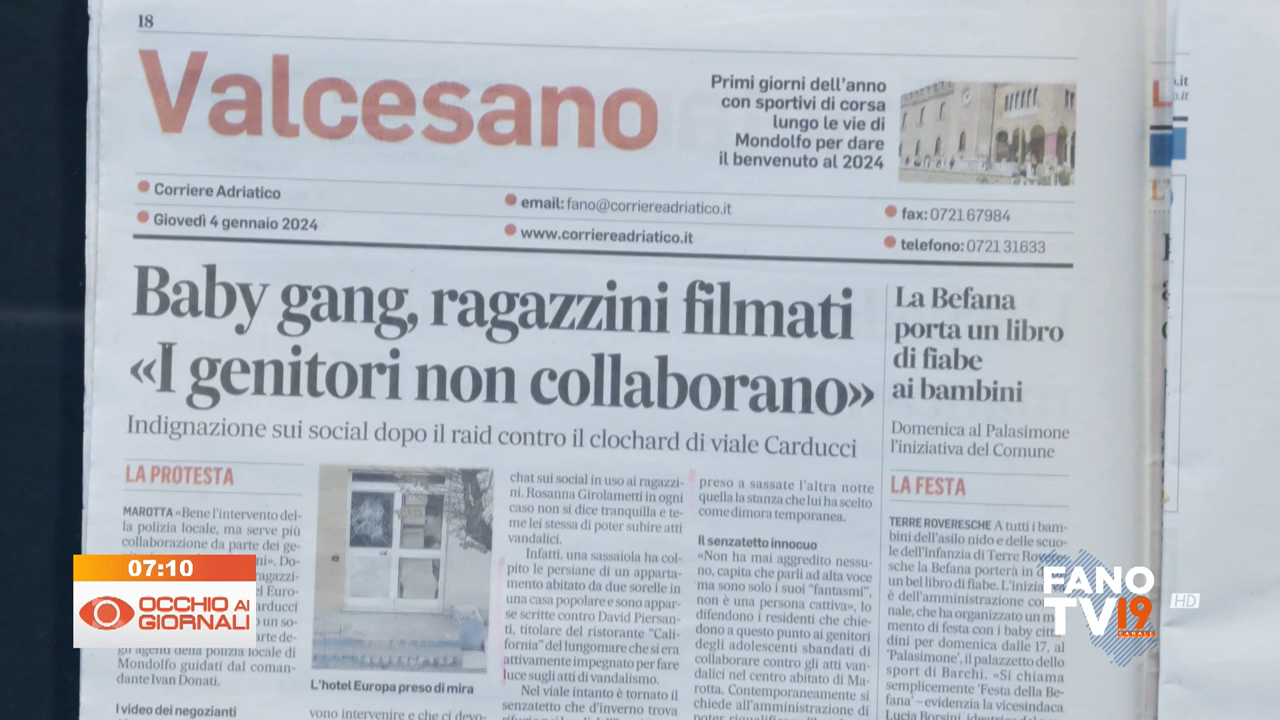 18
Valcesano
Primi giorni dell'anno
con sportivi di corsa
lungo le vie di
Mondolfo per dare
il benvenuto al 2024
Corriere Adriatico
Giovedì 4 gennaio 2024
email: fano@corriereadriatico.it
www.corriereadriatico.it
fax: 0721 67984
telefono: 0721 31633
Baby gang, ragazzini filmati
«I genitori non collaborano»
Indignazione sui social dopo il raid contro il clochard di viale Carducci
LA PROTESTA
MAROTTA «Bene l'intervento del-
la polizia locale, ma serve più
collaborazione da parte dei ge-
gli agenti della polizia locale di
Mondolfo guidati dal coman-
dante Ivan Donati.
I video dei negozianti
L'hotel Europa preso di mira
vono intervenire e che ci devo-
chat sui social in uso ai ragazzi-
ni. Rosanna Girolametti in ogni
caso non si dice tranquilla e te-
me lei stessa di poter subire atti
vandalici.
Infatti, una sassaiola ha col-
pito le persiane di un apparta-
mento abitato da due sorelle in
una casa popolare e sono appar-
se scritte contro David Piersan-
ti, titolare del ristorante "Cali-
fornia" del lungomare che si era
attivamente impegnato per fare
luce sugli atti di vandalismo.
Nel viale intanto è tornato il
senzatetto che d'inverno trova
preso a sassate l'altra notte
quella la stanza che lui ha scelto
come dimora temporanea.
Il senzatetto innocuo
«Non ha mai aggredito nessu-
no, capita che parli ad alta voce
ma sono solo i suoi "fantasmi",
non è una persona cattiva», lo
difendono i residenti che chie-
dono a questo punto ai genitori
degli adolescenti sbandati di
collaborare contro gli atti van-
dalici nel centro abitato di Ma-
rotta. Contemporaneamente si
chiede all'amministrazione di
La Befana
porta un libro
di fiabe
ai bambini
Domenica al Palasimone
l'iniziativa del Comune
LA FESTA
TERRE ROVERESCHE A tutti i bam-
bini dell'asilo nido e delle scuo-
le dell'infanzia di Terre Rove
sche la Befana porterà in
un bel libro di fiabe. L'iniz
è dell'amministrazione co
nale, che ha organizzato un m
mento di festa con i baby citt
dini per domenica dalle 17, al
'Palasimone', il palazzetto dello
sport di Barchi. «Si chiama
semplicemente 'Festa della Be-
fana' – evidenzia la vicesindaca
07:10
OCCHIO AI
GIORNALI
FANO
TV 19
CANALE
HD